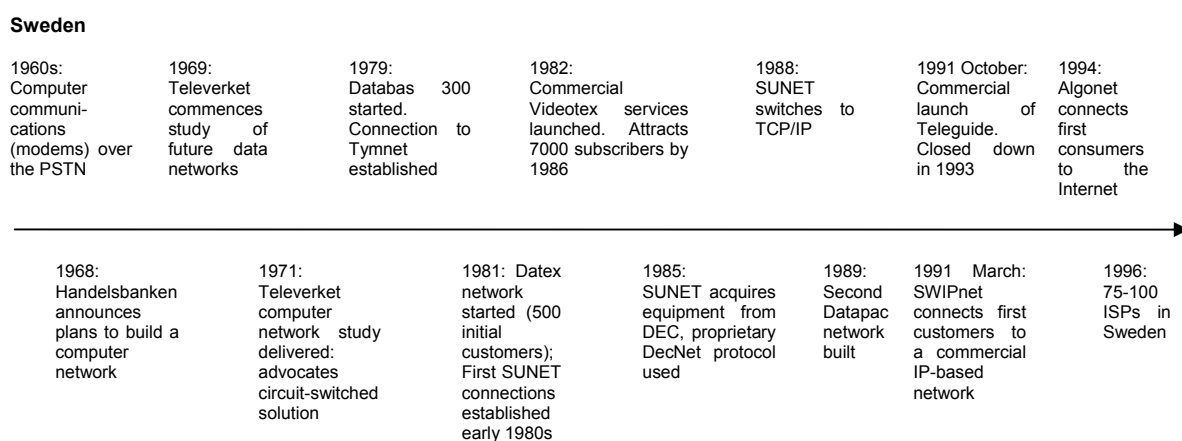 Sweden
1960s:
Computer
communi-
cations
(modems) over
the PSTN
1969:
Televerket
commences
study of
future data
networks
1979:
Databas 300
started.
Connection to
Tymnet
established
1982:
Commercial
Videotex services
launched. Attracts
7000 subscribers by
1986
1988:
SUNET
switches to
TCP/IP
1991 October:
Commercial
launch of
Teleguide.
Closed down
in 1993
1994:
Algonet
connects
first
consumers
to the
Internet
1968:
Handelsbanken
announces
plans to build a
computer
network
1971:
Televerket
computer
network study
delivered:
advocates
circuit-switched
solution
1981: Datex
network
started (500
initial
customers);
First SUNET
connections
established
early 1980s
1985:
SUNET acquires
equipment from
DEC, proprietary
DecNet protocol
used
1989:
Second
Datapac
network
built
1991 March:
SWIPnet
connects first
customers to
a commercial
IP-based
network
1996:
75-100
ISPs in
Sweden